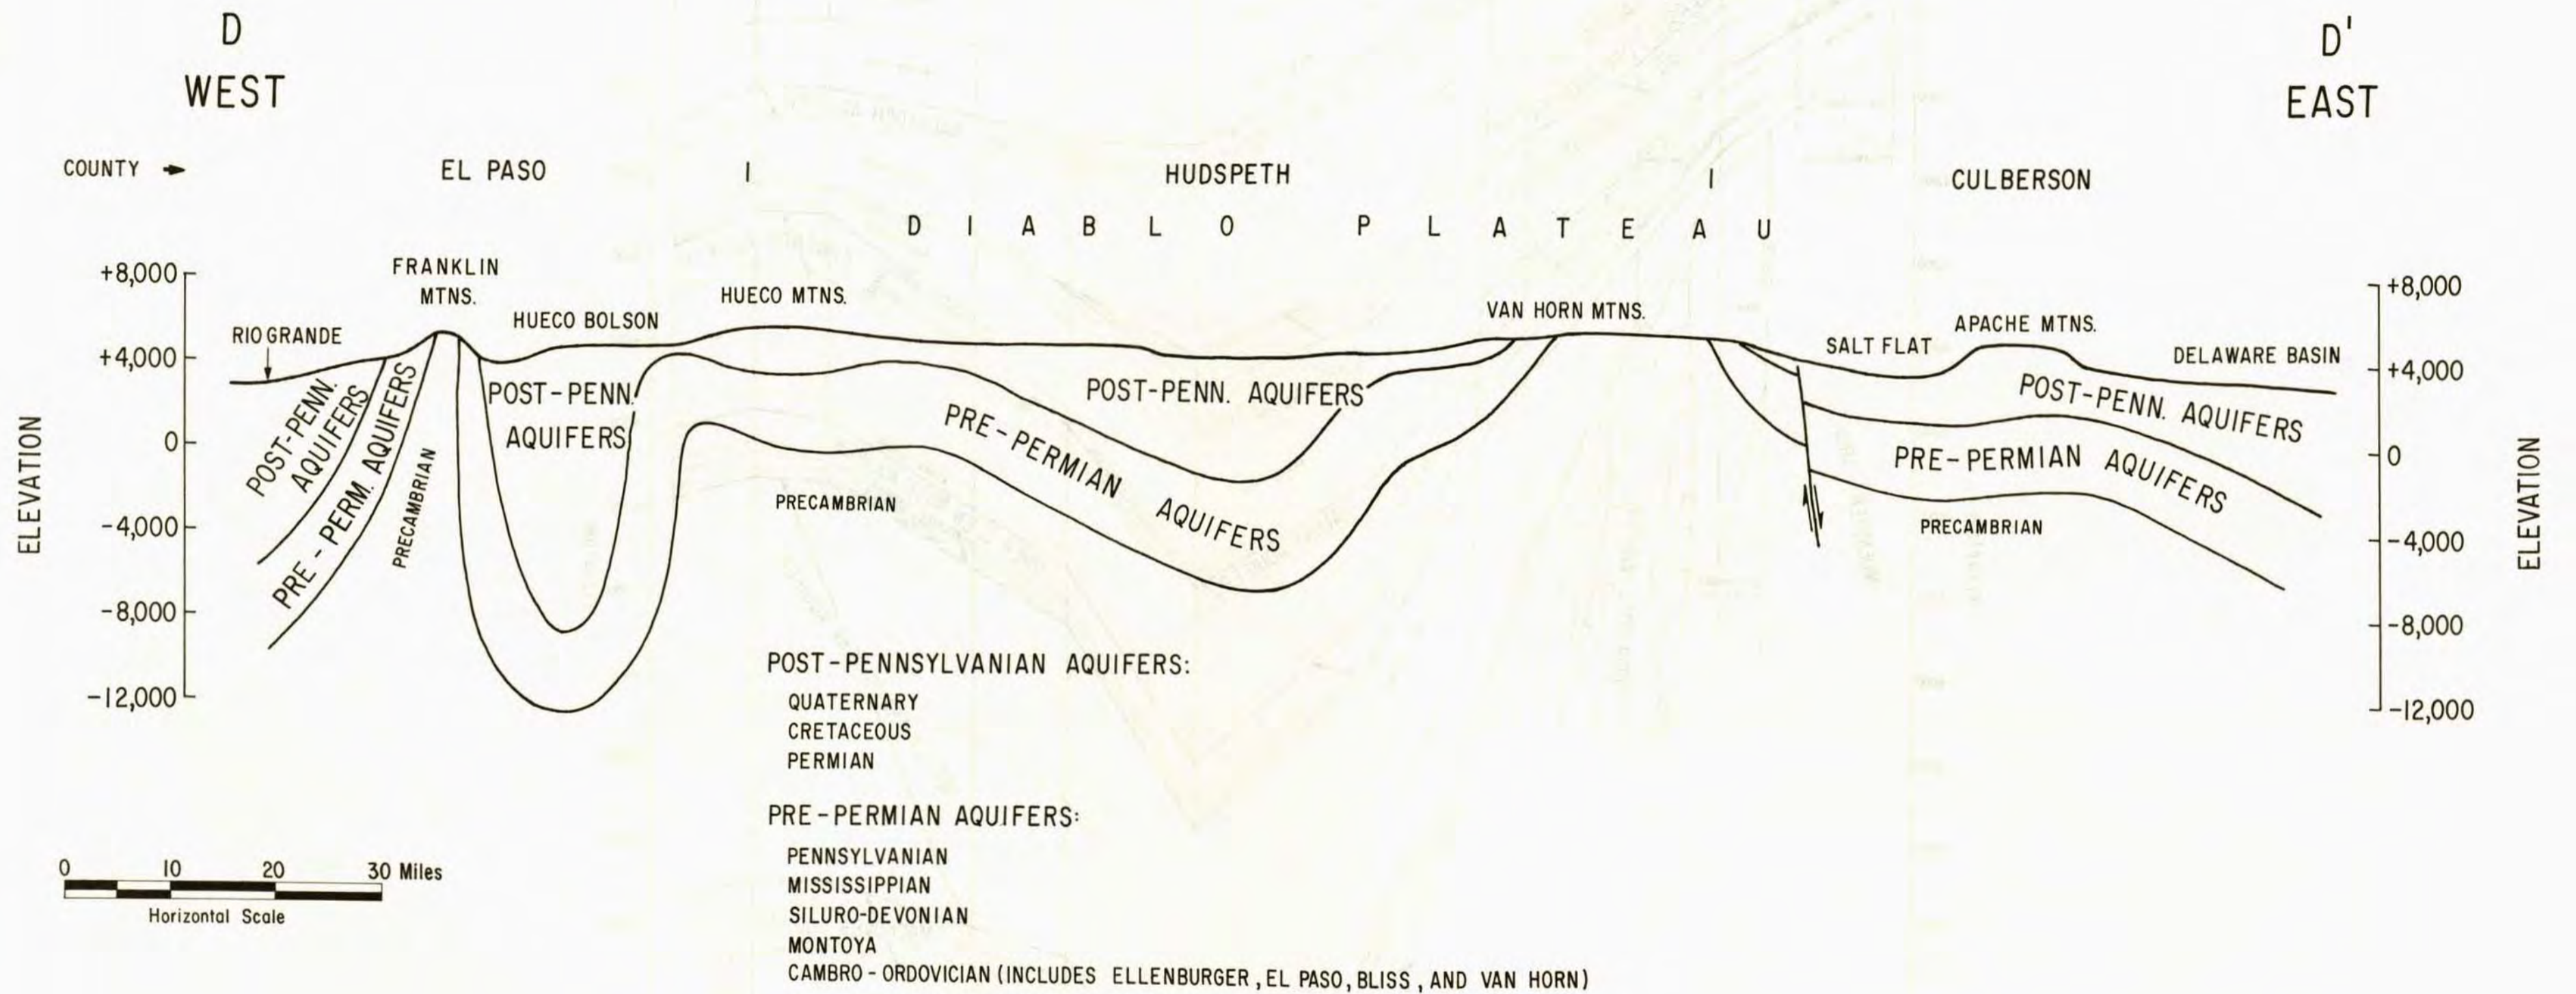 D
WEST
D'
EAST
COUNTY → EL PASO | HUDSPETH | CULBERSON
DIABLO PLATEAU
FRANKLIN
MTNS.
RIO GRANDE
HUECO BOLSON
HUECO MTNS.
VAN HORN MTNS.
SALT FLAT
APACHE MTNS.
DELAWARE BASIN
ELEVATION
+8,000
+4,000
0
-4,000
-8,000
-12,000
POST-PENN.
AQUIFERS
PRE-PERM. AQUIFERS
PRECAMBRIAN
POST-PENN.
AQUIFERS
PRECAMBRIAN
PRE-PERMIAN AQUIFERS
POST-PENN. AQUIFERS
POST-PENN. AQUIFERS
PRE-PERMIAN AQUIFERS
PRECAMBRIAN
+8,000
+4,000
0
-4,000
-8,000
-12,000
ELEVATION
POST-PENNSYLVANIAN AQUIFERS:
QUATERNARY
CRETACEOUS
PERMIAN
PRE-PERMIAN AQUIFERS:
PENNSYLVANIAN
MISSISSIPPIAN
SILURO-DEVONIAN
MONTOYA
CAMBRO-ORDOVICIAN (INCLUDES ELLENBURGER, EL PASO, BLISS, AND VAN HORN)
0 10 20 30 Miles
Horizontal Scale